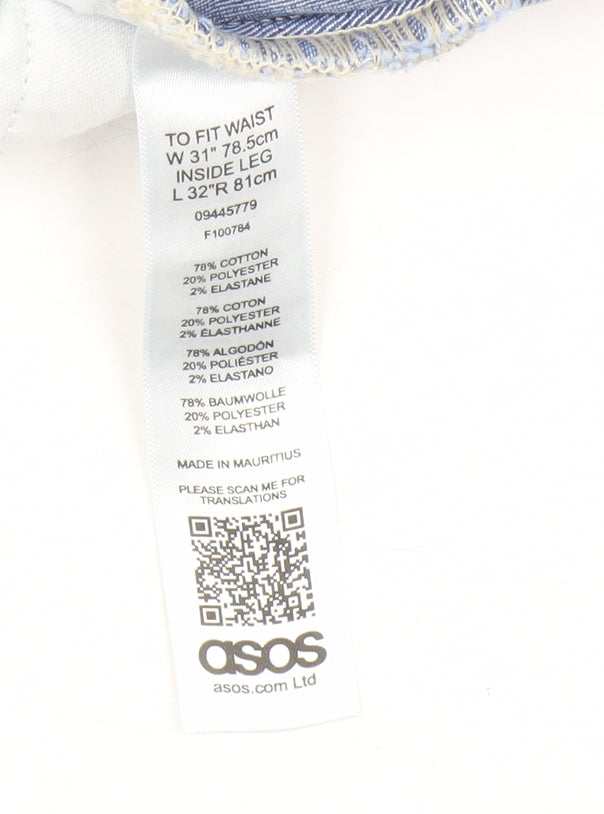 TO FIT WAIST
W 31" 78.5cm
INSIDE LEG
L 32"R 81cm
09445779
F100784
78% COTTON
20% POLYESTER
2% ELASTANE
78% COTON
20% POLYESTER
2% ÉLASTHANNE
78% ALGODÓN
20% POLIÉSTER
2% ELASTANO
78% BAUMWOLLE
20% POLYESTER
2% ELASTHAN
MADE IN MAURITIUS
PLEASE SCAN ME FOR
TRANSLATIONS
asos
asos.com Ltd